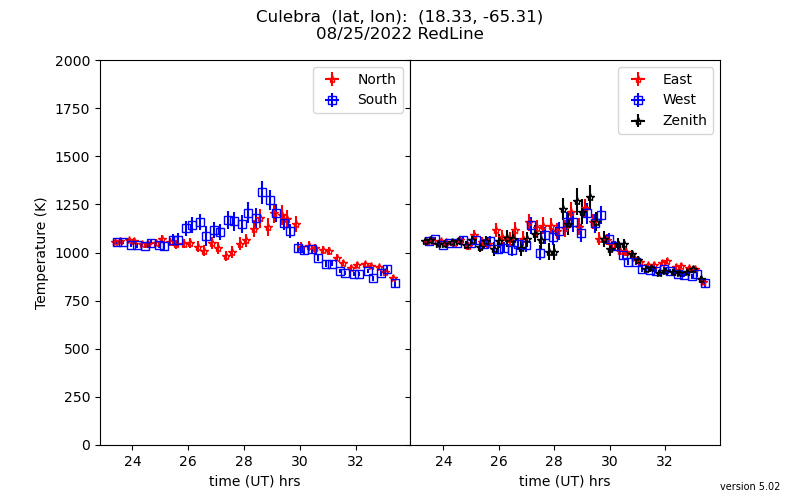 Culebra  (lat, lon):  (18.33, -65.31)
08/25/2022 RedLine
Temperature (K)
2000
1750
1500
1250
1000
750
500
250
0
North
South
East
West
Zenith
24 26 28 30 32
24 26 28 30 32
time (UT) hrs
time (UT) hrs
version 5.02